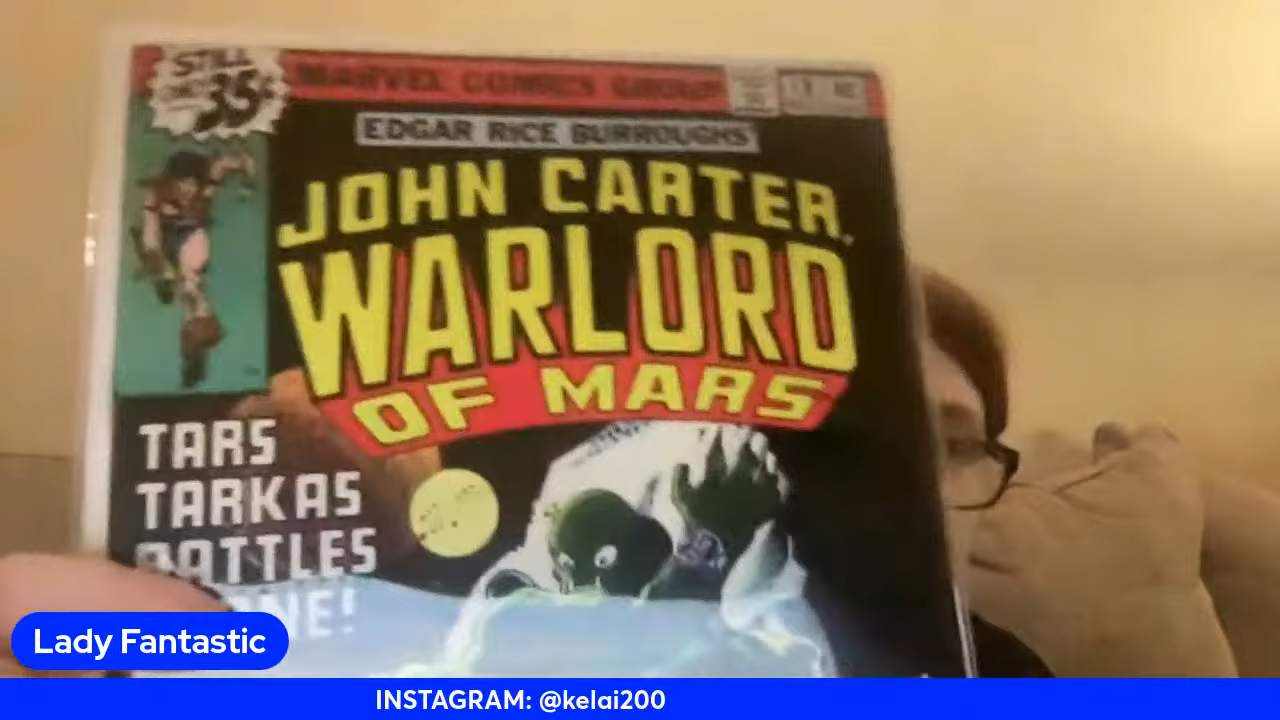 STILL
ONLY 35¢
MARVEL COMICS GROUP
EDGAR RICE BURROUGHS
JOHN CARTER
WARLORD
OF MARS
TARS
TARKAS
BATTLES
Lady Fantastic
INSTAGRAM: @kelai200